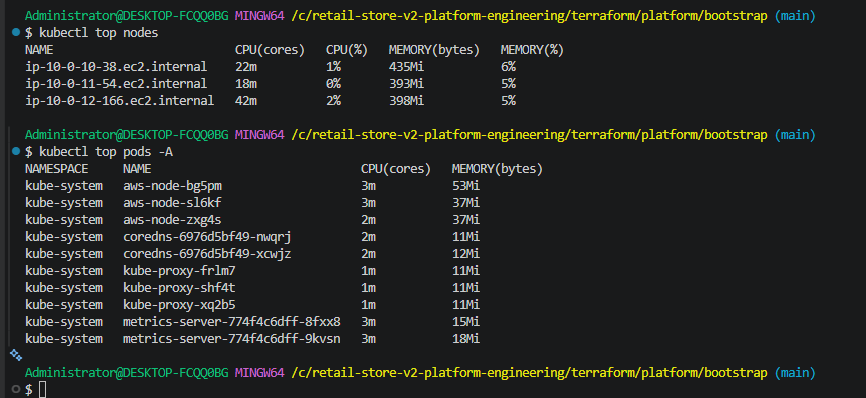 Administrator@DESKTOP-FCQQ0BG MINGW64 /c/retail-store-v2-platform-engineering/terraform/platform/bootstrap (main)
$ kubectl top nodes
NAME                         CPU(cores)   CPU(%)   MEMORY(bytes)   MEMORY(%)
ip-10-0-10-38.ec2.internal   22m          1%       435Mi           6%
ip-10-0-11-54.ec2.internal   18m          0%       393Mi           5%
ip-10-0-12-166.ec2.internal  42m          2%       398Mi           5%
Administrator@DESKTOP-FCQQ0BG MINGW64 /c/retail-store-v2-platform-engineering/terraform/platform/bootstrap (main)
$ kubectl top pods -A
NAMESPACE     NAME                              CPU(cores)   MEMORY(bytes)
kube-system   aws-node-bg5pm                    3m           53Mi
kube-system   aws-node-sl6kf                    3m           37Mi
kube-system   aws-node-zxg4s                    2m           37Mi
kube-system   coredns-6976d5bf49-nwqrj          2m           11Mi
kube-system   coredns-6976d5bf49-xcwjz          2m           12Mi
kube-system   kube-proxy-frlm7                  1m           11Mi
kube-system   kube-proxy-shf4t                  1m           11Mi
kube-system   kube-proxy-xq2b5                  1m           11Mi
kube-system   metrics-server-774f4c6dff-8fxx8   3m           15Mi
kube-system   metrics-server-774f4c6dff-9kvsn   3m           18Mi
Administrator@DESKTOP-FCQQ0BG MINGW64 /c/retail-store-v2-platform-engineering/terraform/platform/bootstrap (main)
$